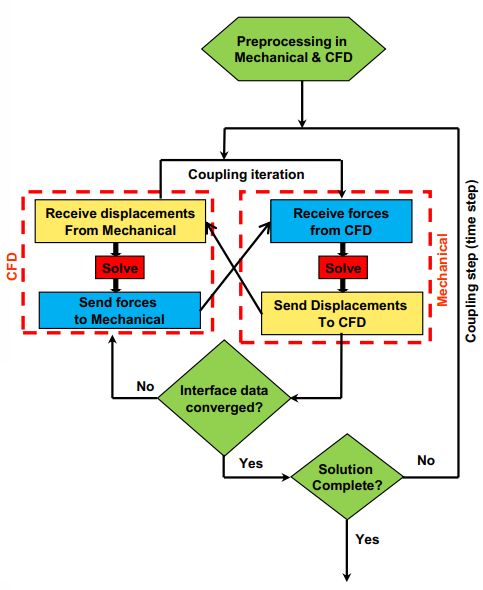 Preprocessing in
Mechanical & CFD
Coupling iteration
Receive displacements
From Mechanical
Solve
Send forces
to Mechanical
CFD
Receive forces
from CFD
Solve
Send Displacements
To CFD
Mechanical
Coupling step (time step)
Interface data
converged?
No
Yes
Solution
Complete?
No
Yes